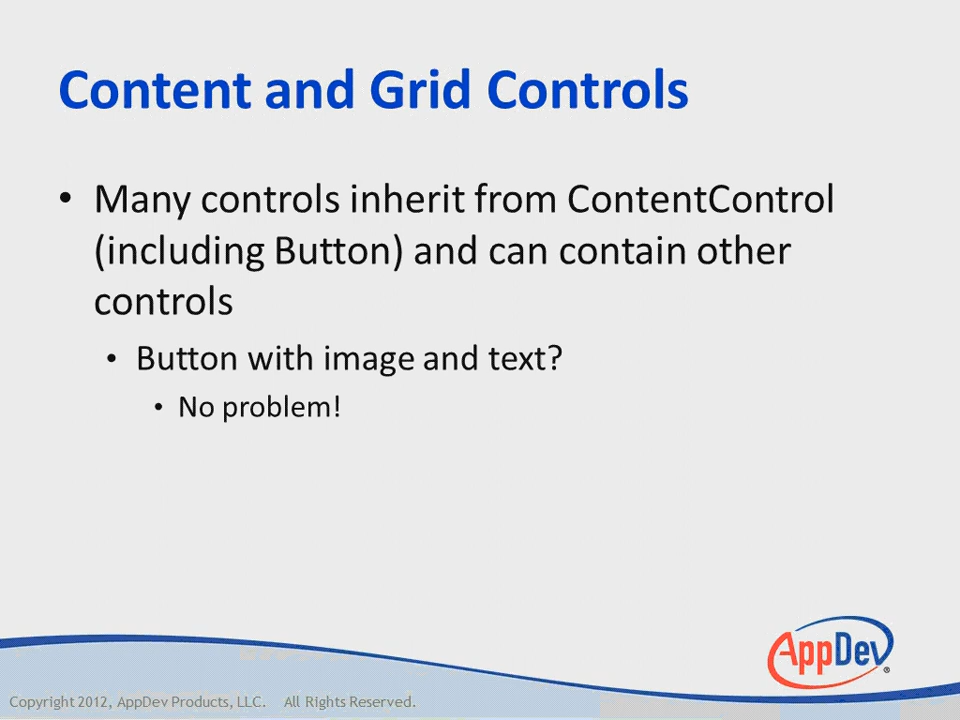 Content and Grid Controls
• Many controls inherit from ContentControl
(including Button) and can contain other
controls
• Button with image and text?
• No problem!
AppDev®
Copyright 2012, AppDev Products, LLC. All Rights Reserved.